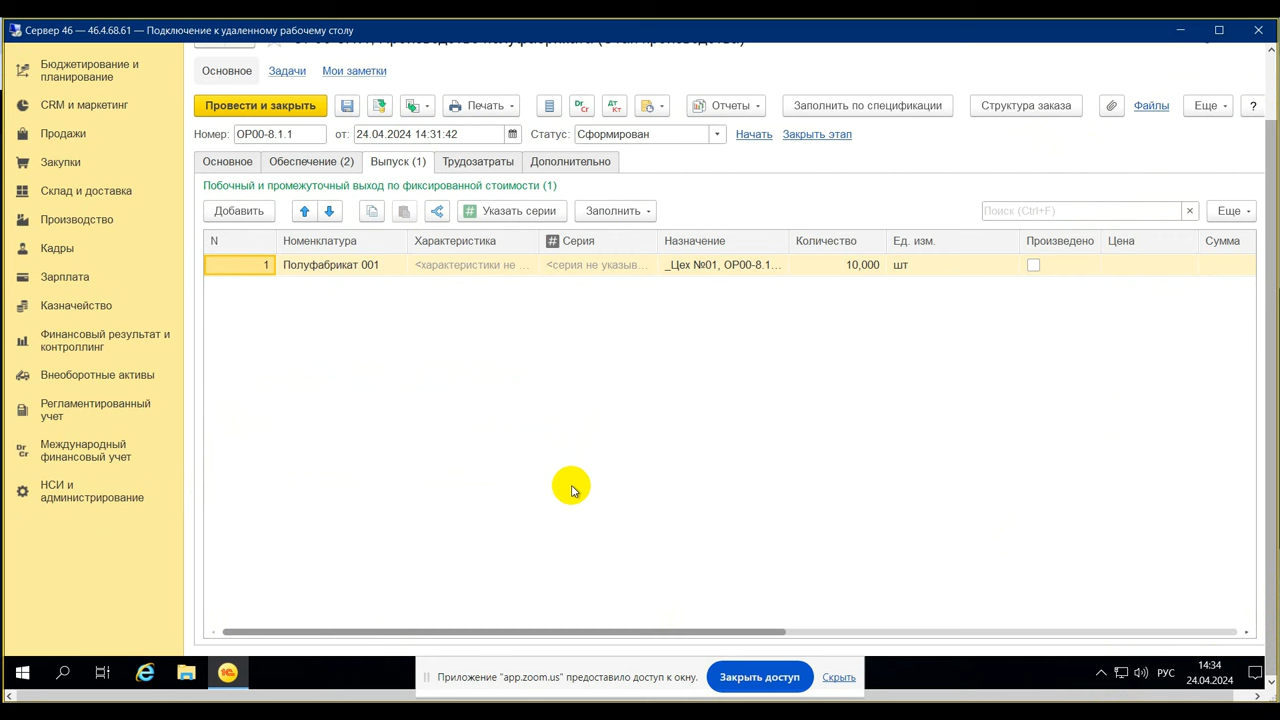 Сервер 46 — 46.4.68.61 — Подключение к удаленному рабочему столу
Бюджетирование и
планирование
CRM и маркетинг
Продажи
Закупки
Склад и доставка
Производство
Кадры
Зарплата
Казначейство
Финансовый результат и
контроллинг
Внеоборотные активы
Регламентированный
учет
Международный
финансовый учет
НСИ и
администрирование
Основное Задачи Мои заметки
Провести и закрыть Печать Dr Cr Дт Кт Отчеты Заполнить по спецификации Структура заказа Файлы Еще ?
Номер: ОР00-8.1.1 от: 24.04.2024 14:31:42 Статус: Сформирован Начать Закрыть этап
Основное Обеспечение (2) Выпуск (1) Трудозатраты Дополнительно
Побочный и промежуточный выход по фиксированной стоимости (1)
Добавить # Указать серии Заполнить Поиск (Ctrl+F) × Еще
N Номенклатура Характеристика # Серия Назначение Количество Ед. изм. Произведено Цена Сумма
1 Полуфабрикат 001 <характеристики не ... <серия не указыв... _Цех №01, ОР00-8.1... 10,000 шт
Приложение "app.zoom.us" предоставило доступ к окну. Закрыть доступ Скрыть
РУС
14:34
24.04.2024